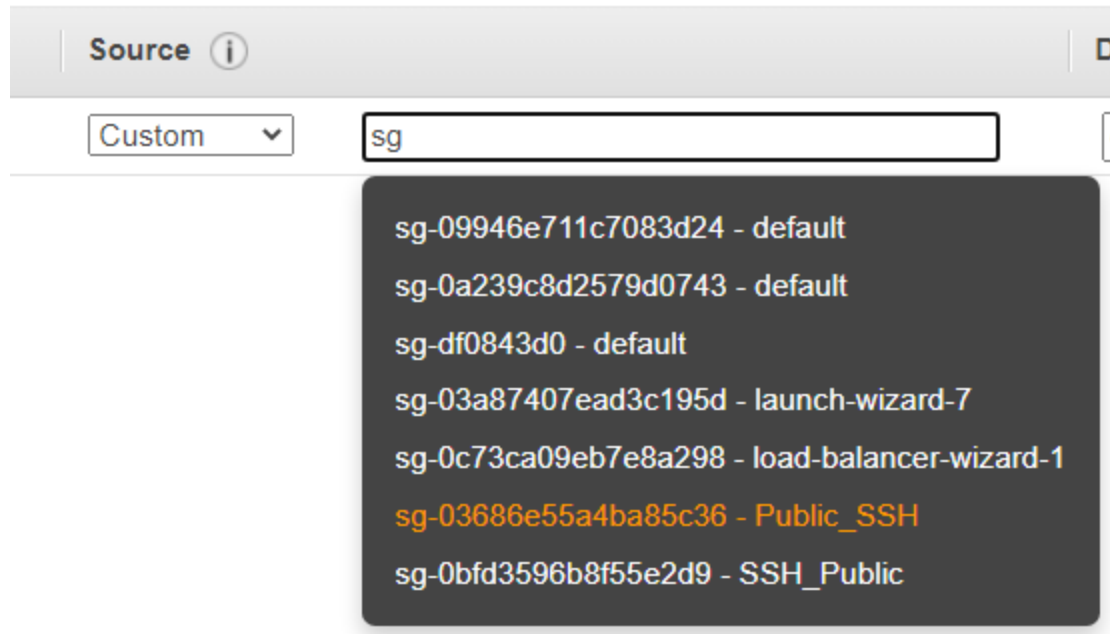 Source i
D
Custom
sg
sg-09946e711c7083d24 - default
sg-0a239c8d2579d0743 - default
sg-df0843d0 - default
sg-03a87407ead3c195d - launch-wizard-7
sg-0c73ca09eb7e8a298 - load-balancer-wizard-1
sg-03686e55a4ba85c36 - Public_SSH
sg-0bfd3596b8f55e2d9 - SSH_Public